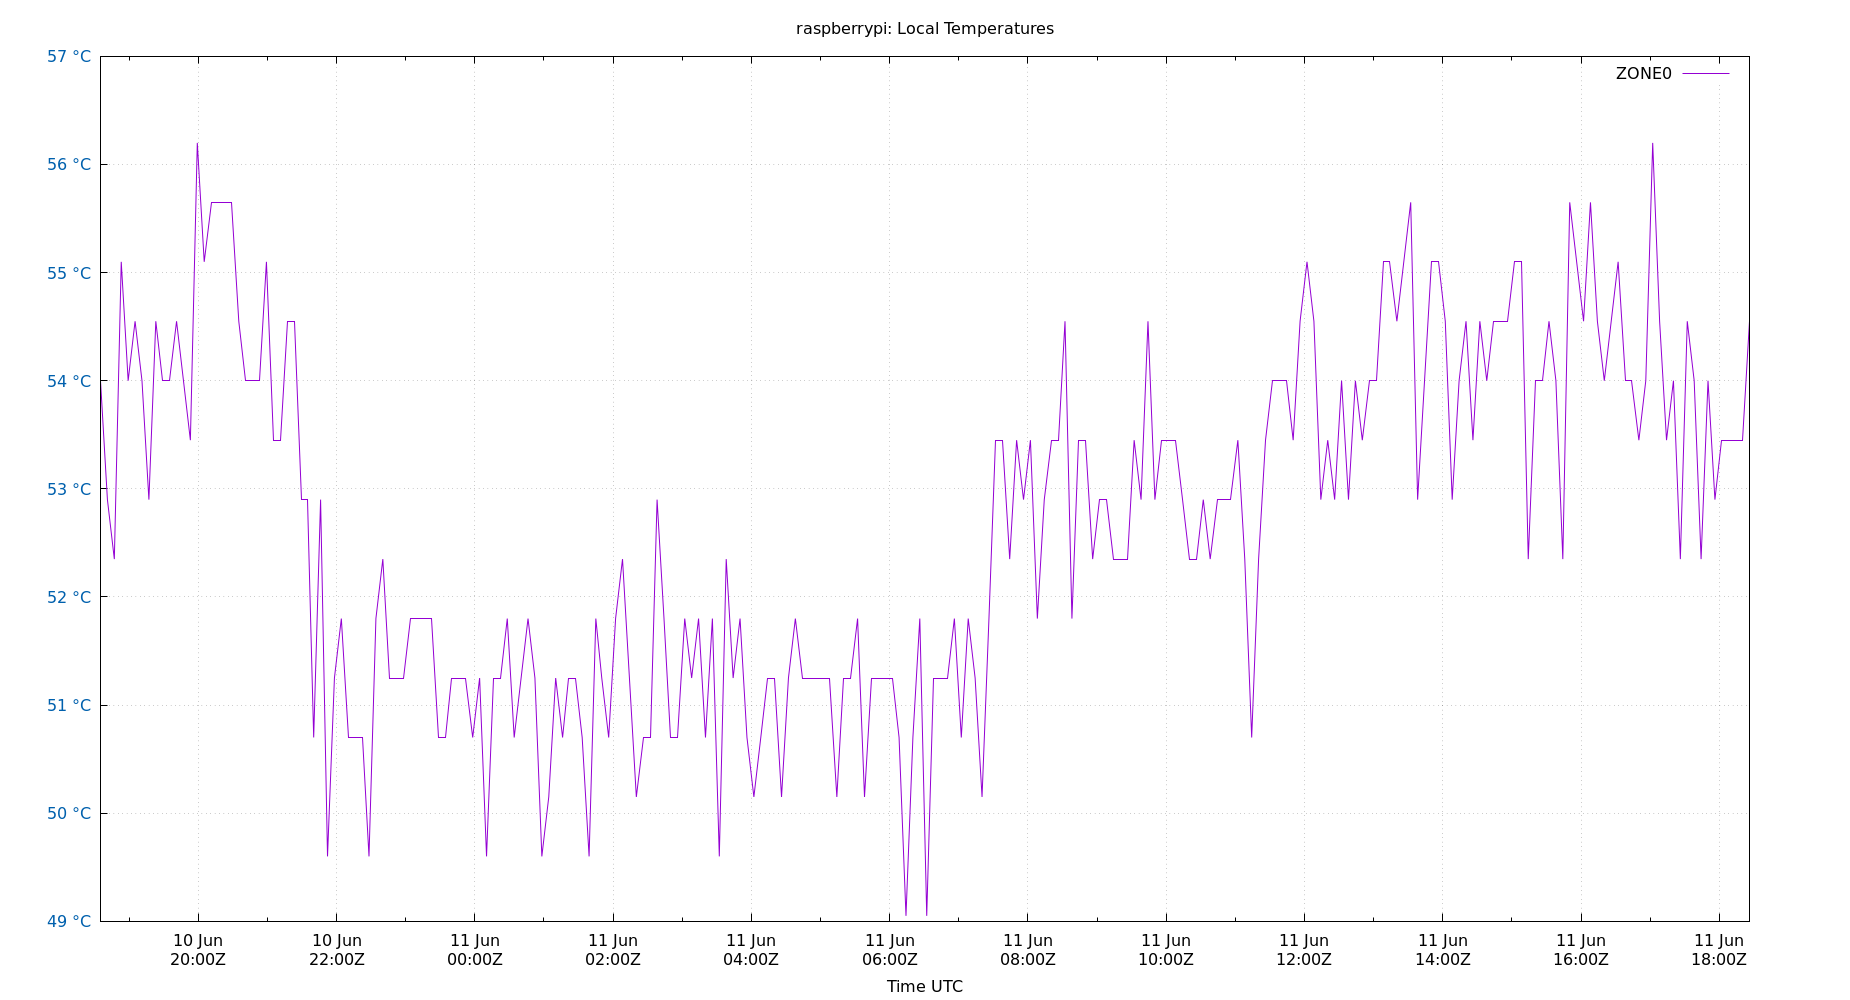 raspberrypi: Local Temperatures
57 °C
ZONE0
56 °C
55 °C
54 °C
53 °C
52 °C
51 °C
50 °C
49 °C
10 Jun 10 Jun 11 Jun 11 Jun 11 Jun 11 Jun 11 Jun 11 Jun 11 Jun 11 Jun 11 Jun 11 Jun
20:00Z 22:00Z 00:00Z 02:00Z 04:00Z 06:00Z 08:00Z 10:00Z 12:00Z 14:00Z 16:00Z 18:00Z
Time UTC